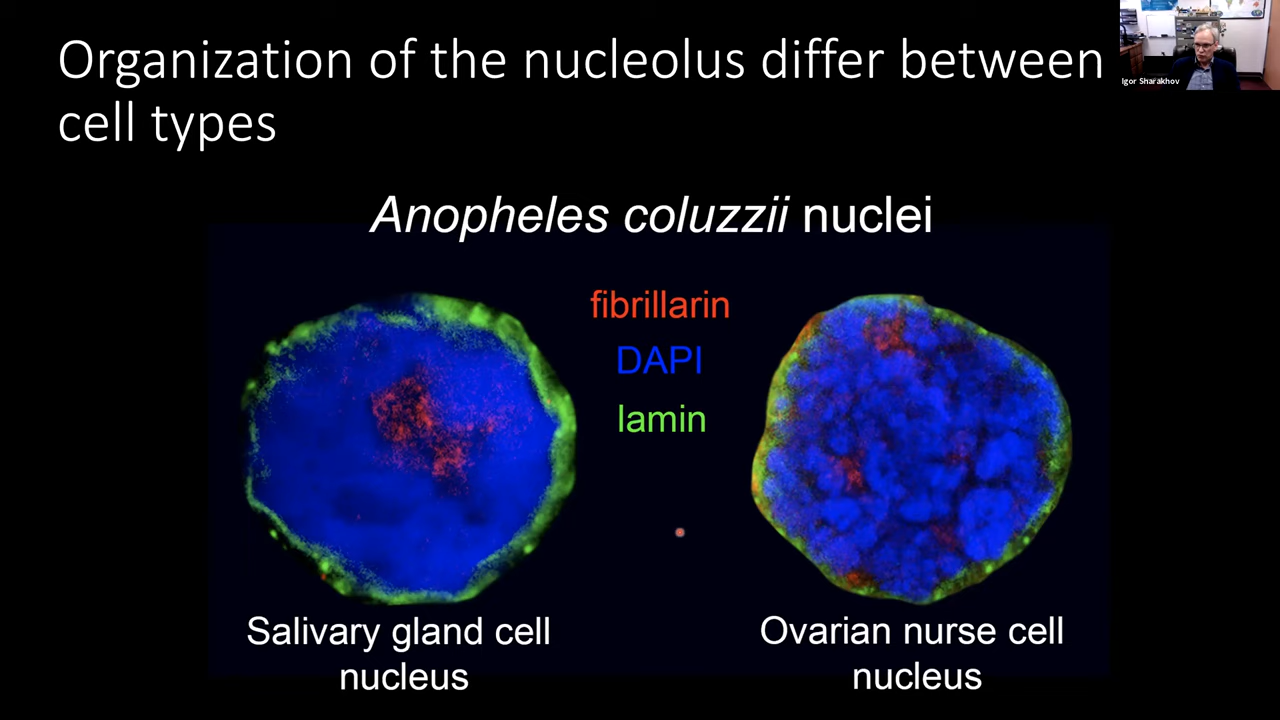 Organization of the nucleolus differ between
cell types
Igor Sharakhov
Anopheles coluzzii nuclei
fibrillarin
DAPI
lamin
Salivary gland cell
nucleus
Ovarian nurse cell
nucleus